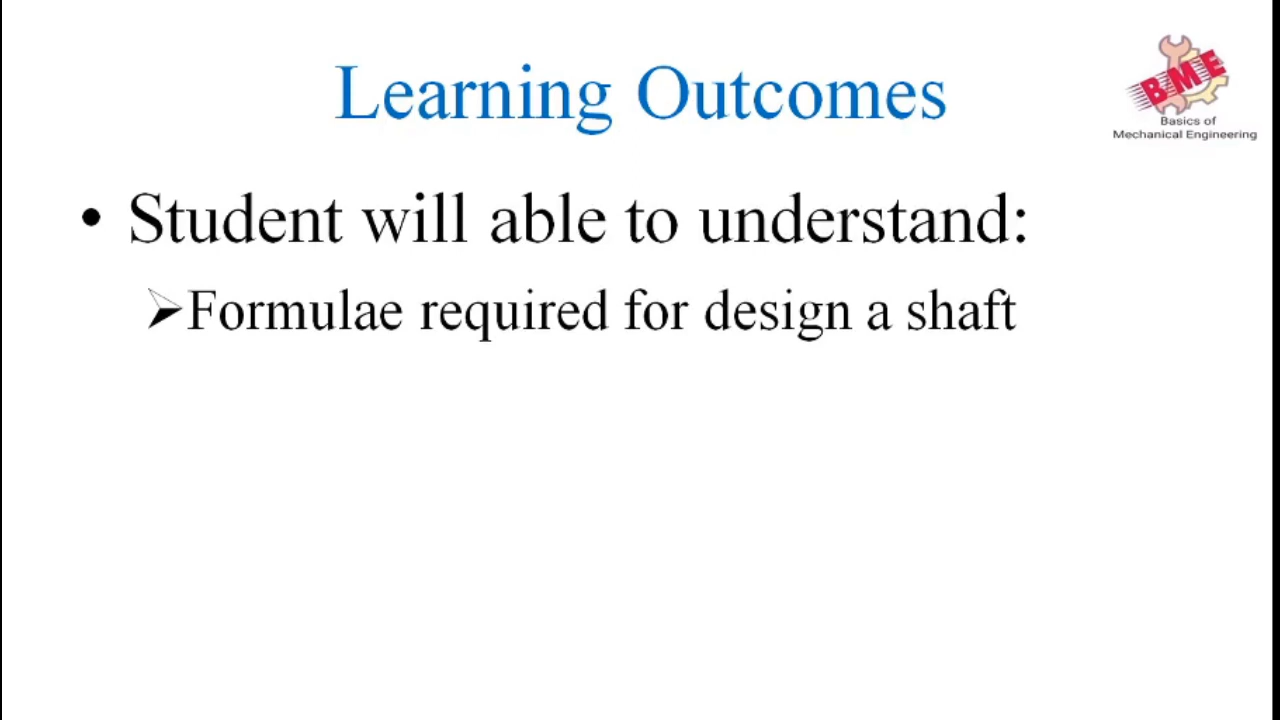 Learning Outcomes
BME
Basics of
Mechanical Engineering
• Student will able to understand:
➢Formulae required for design a shaft